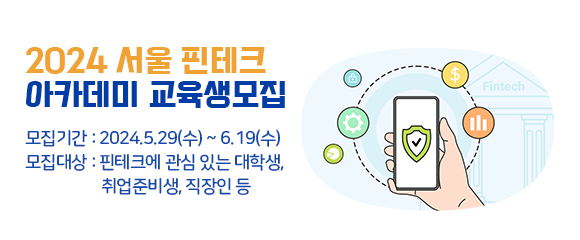 2024 서울 핀테크
아카데미 교육생모집
모집기간 : 2024.5.29(수) ~ 6.19(수)
모집대상 : 핀테크에 관심 있는 대학생,
취업준비생, 직장인 등
Fintech
$